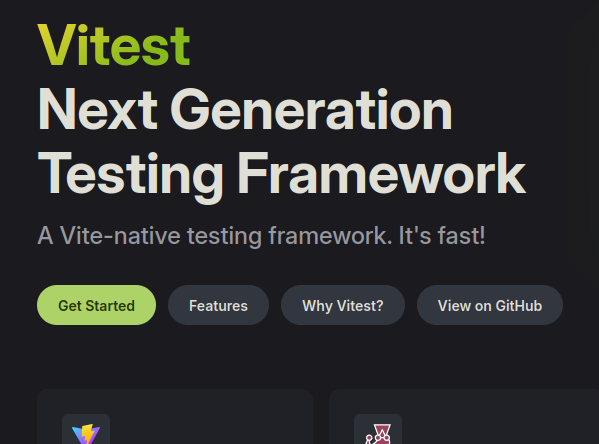 Vitest
Next Generation
Testing Framework
A Vite-native testing framework. It's fast!
Get Started
Features
Why Vitest?
View on GitHub